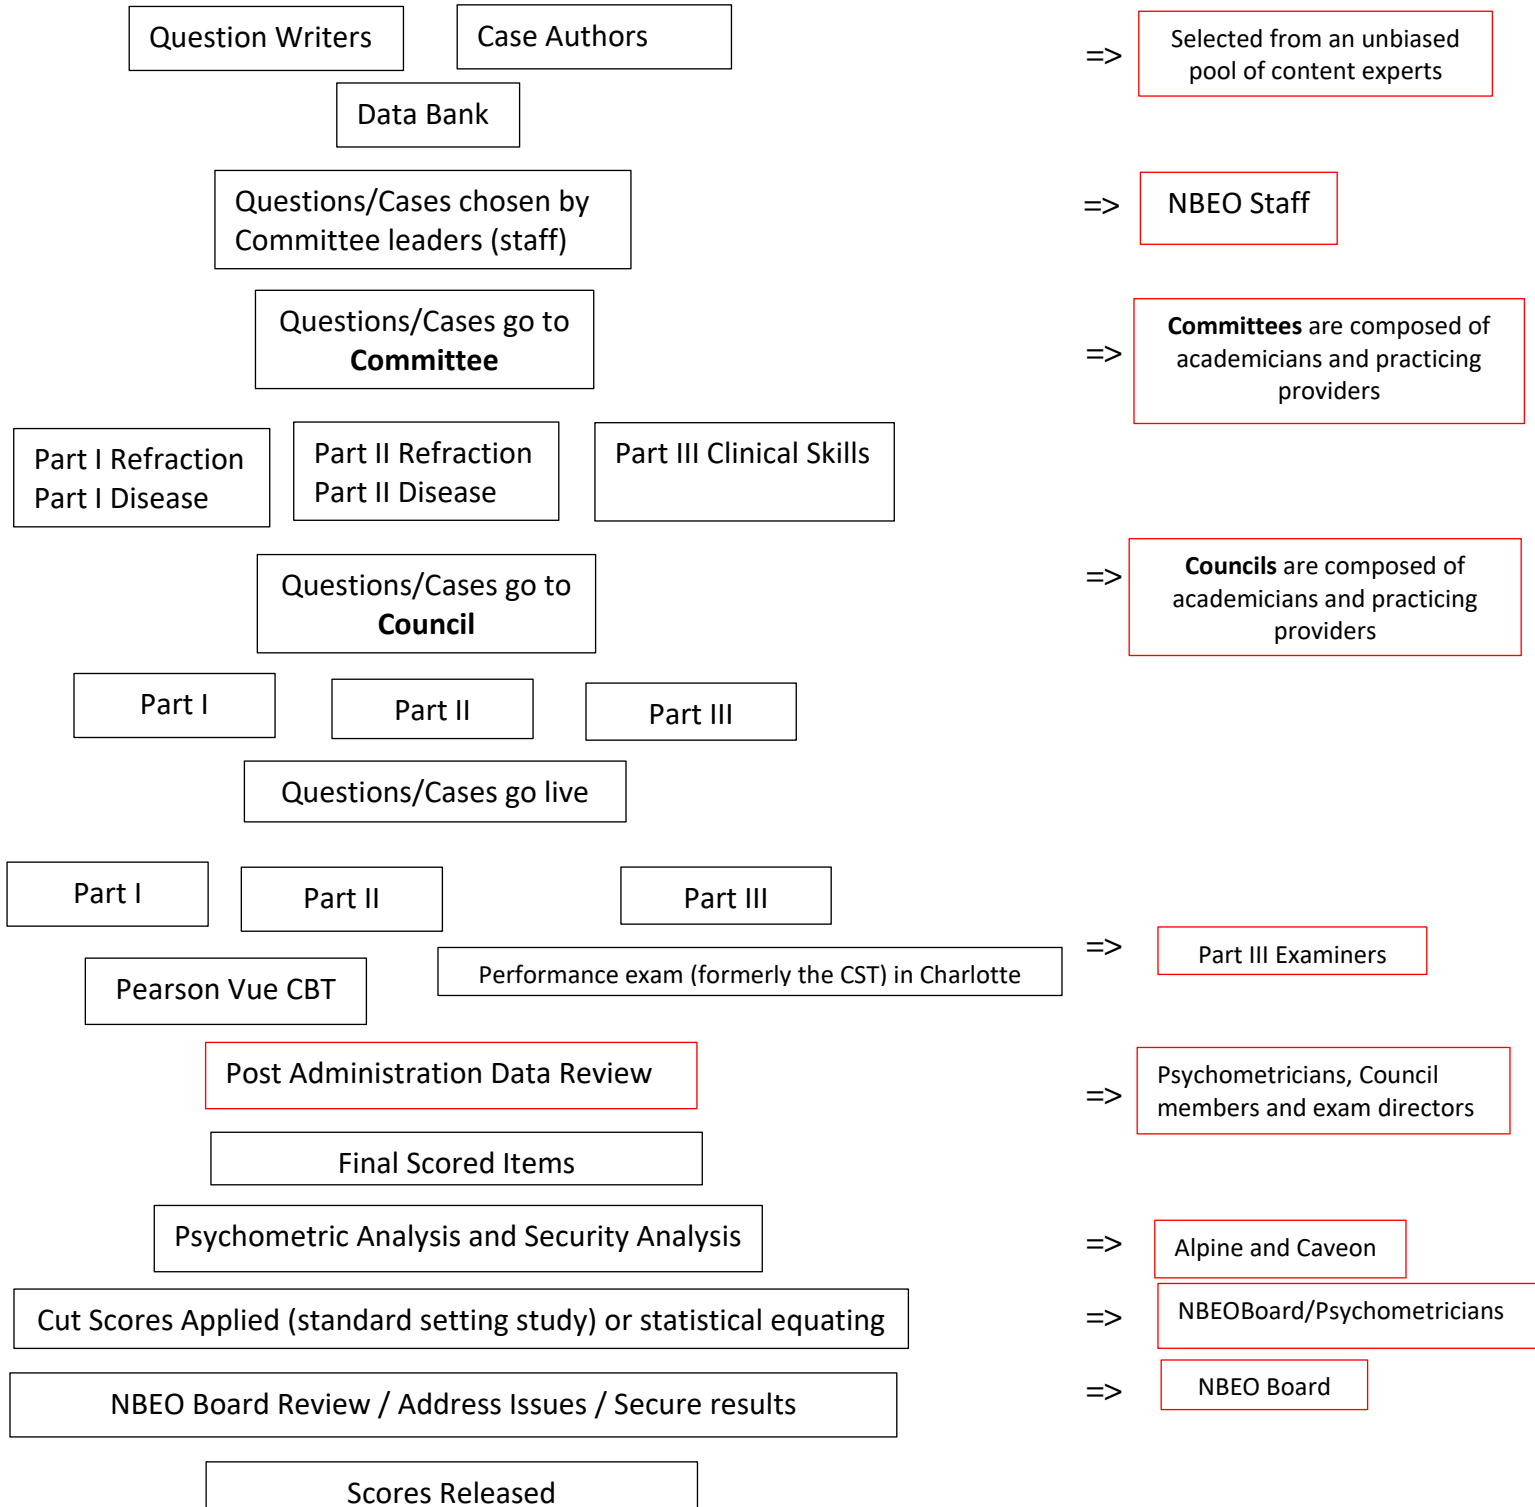 Question Writers
Case Authors
=>
Selected from an unbiased
pool of content experts
Data Bank
Questions/Cases chosen by
Committee leaders (staff)
=>
NBEO Staff
Questions/Cases go to
Committee
=>
Committees are composed of
academicians and practicing
providers
Part I Refraction
Part I Disease
Part II Refraction
Part II Disease
Part III Clinical Skills
Questions/Cases go to
Council
=>
Councils are composed of
academicians and practicing
providers
Part I
Part II
Part III
Questions/Cases go live
Part I
Part II
Part III
Pearson Vue CBT
Performance exam (formerly the CST) in Charlotte
=>
Part III Examiners
Post Administration Data Review
=>
Psychometricians, Council
members and exam directors
Final Scored Items
Psychometric Analysis and Security Analysis
=>
Alpine and Caveon
Cut Scores Applied (standard setting study) or statistical equating
=>
NBEOBoard/Psychometricians
NBEO Board Review / Address Issues / Secure results
=>
NBEO Board
Scores Released